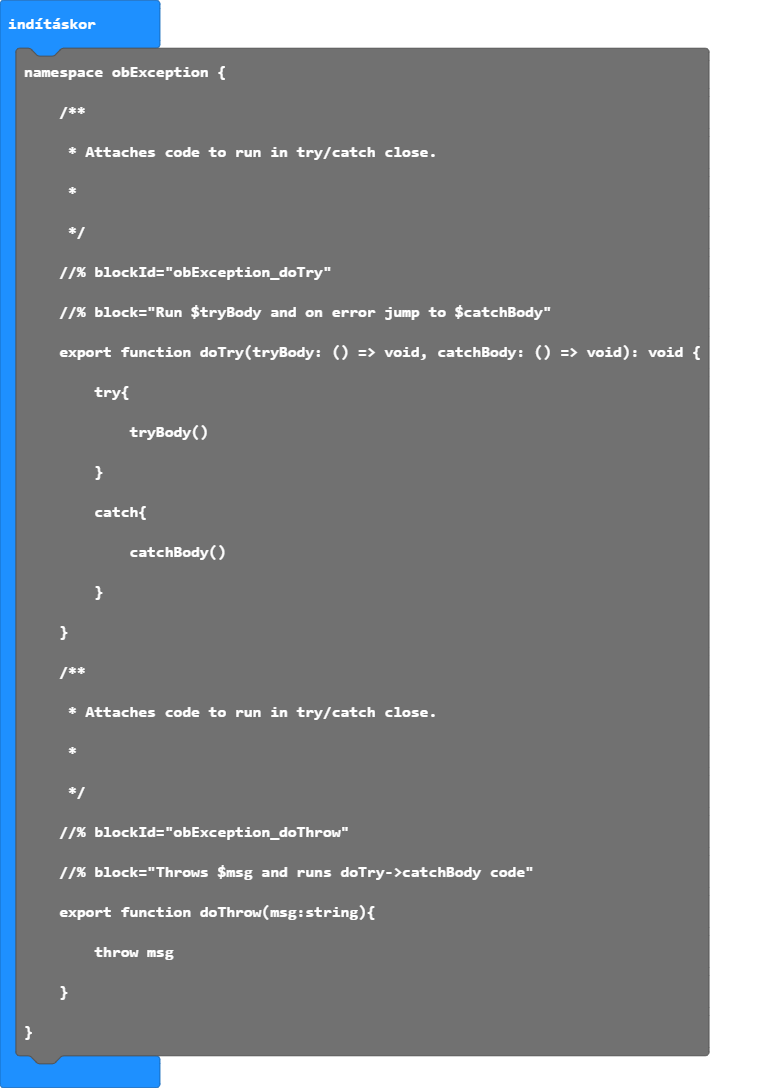 indításkor
namespace obException {
/**
* Attaches code to run in try/catch close.
*
*/
//% blockId="obException_doTry"
//% block="Run $tryBody and on error jump to $catchBody"
export function doTry(tryBody: () => void, catchBody: () => void): void {
try{
tryBody()
}
catch{
catchBody()
}
}
/**
* Attaches code to run in try/catch close.
*
*/
//% blockId="obException_doThrow"
//% block="Throws $msg and runs doTry->catchBody code"
export function doThrow(msg:string){
throw msg
}
}